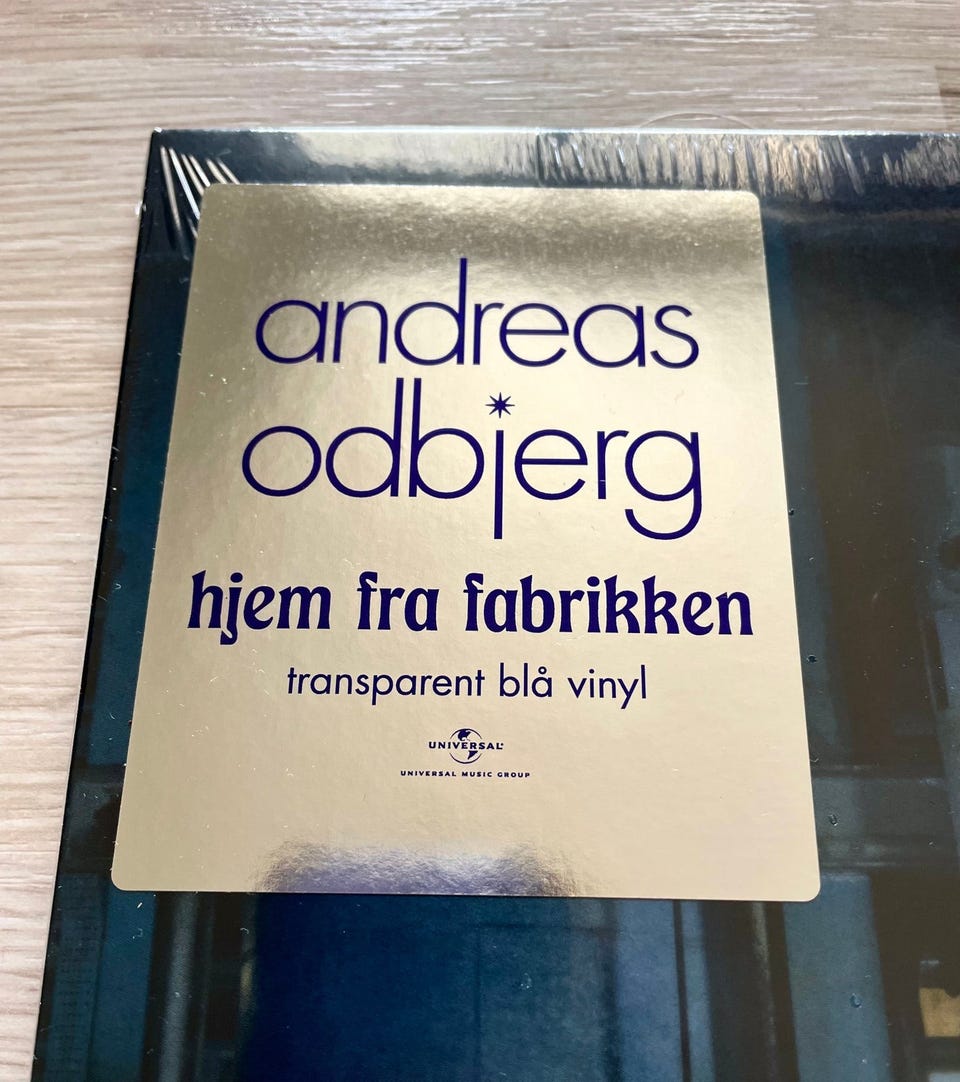 andreas
odbjerg
hjem fra fabrikken
transparent blå vinyl
UNIVERSAL
UNIVERSAL MUSIC GROUP